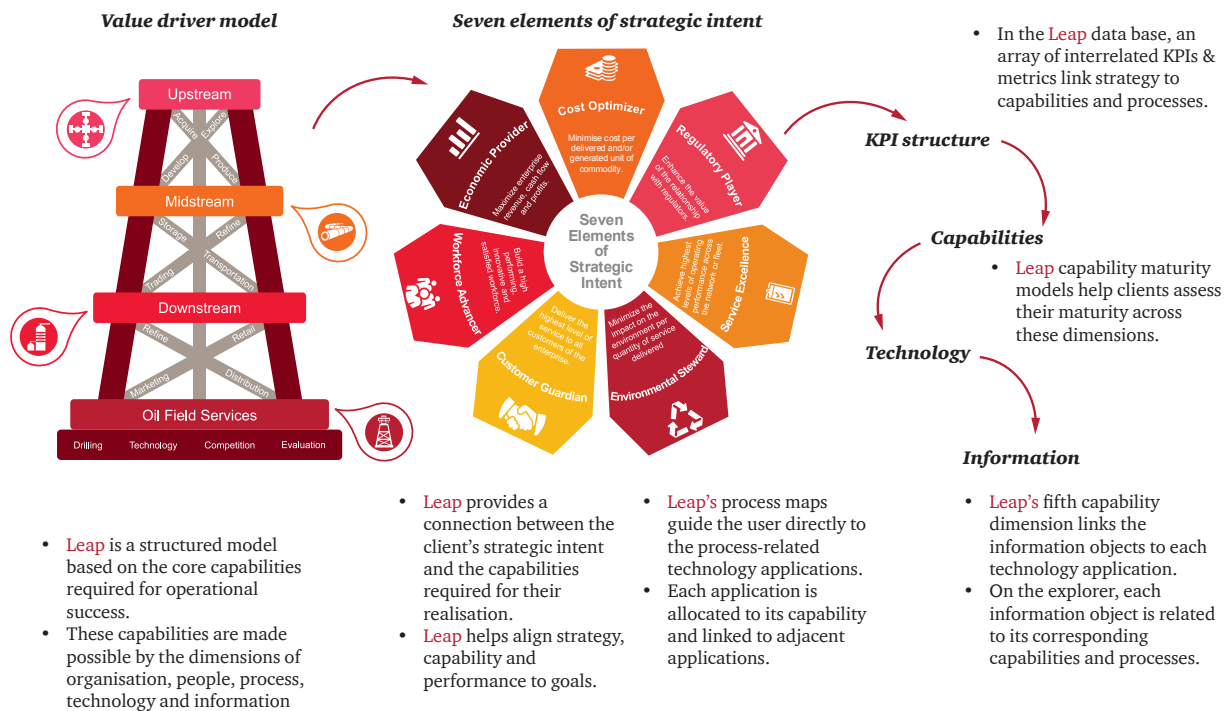 Value driver model
Upstream
Acquire
Explore
Develop
Produce
Midstream
Storage
Refine
Trading
Transportation
Downstream
Refine
Retail
Marketing
Distribution
Oil Field Services
Drilling
Technology
Competition
Evaluation
• Leap is a structured model
based on the core capabilities
required for operational
success.
• These capabilities are made
possible by the dimensions of
organisation, people, process,
technology and information
Seven elements of strategic intent
Cost Optimizer
Minimise cost per
delivered and/or
generated unit of
commodity.
Regulatory Player
Enhance the value
of the relationship
with regulators.
Service Excellence
Achieve highest
levels of operating
performance across
the network or fleet.
Environmental Steward
Minimize the
impact on the
environment per
quantity of service
delivered
Customer Guardian
Deliver the
highest level of
service to all
customers of the
enterprise.
Workforce Advancer
Build a high
performing,
innovative and
satisfied workforce.
Economic Provider
Maximize enterprise
revenue, cash flow
and profits.
Seven
Elements
of
Strategic
Intent
• Leap provides a
connection between the
client’s strategic intent
and the capabilities
required for their
realisation.
• Leap helps align strategy,
capability and
performance to goals.
• Leap’s process maps
guide the user directly to
the process-related
technology applications.
• Each application is
allocated to its capability
and linked to adjacent
applications.
• In the Leap data base, an
array of interrelated KPIs &
metrics link strategy to
capabilities and processes.
KPI structure
Capabilities
• Leap capability maturity
models help clients assess
their maturity across
these dimensions.
Technology
Information
• Leap’s fifth capability
dimension links the
information objects to each
technology application.
• On the explorer, each
information object is related
to its corresponding
capabilities and processes.